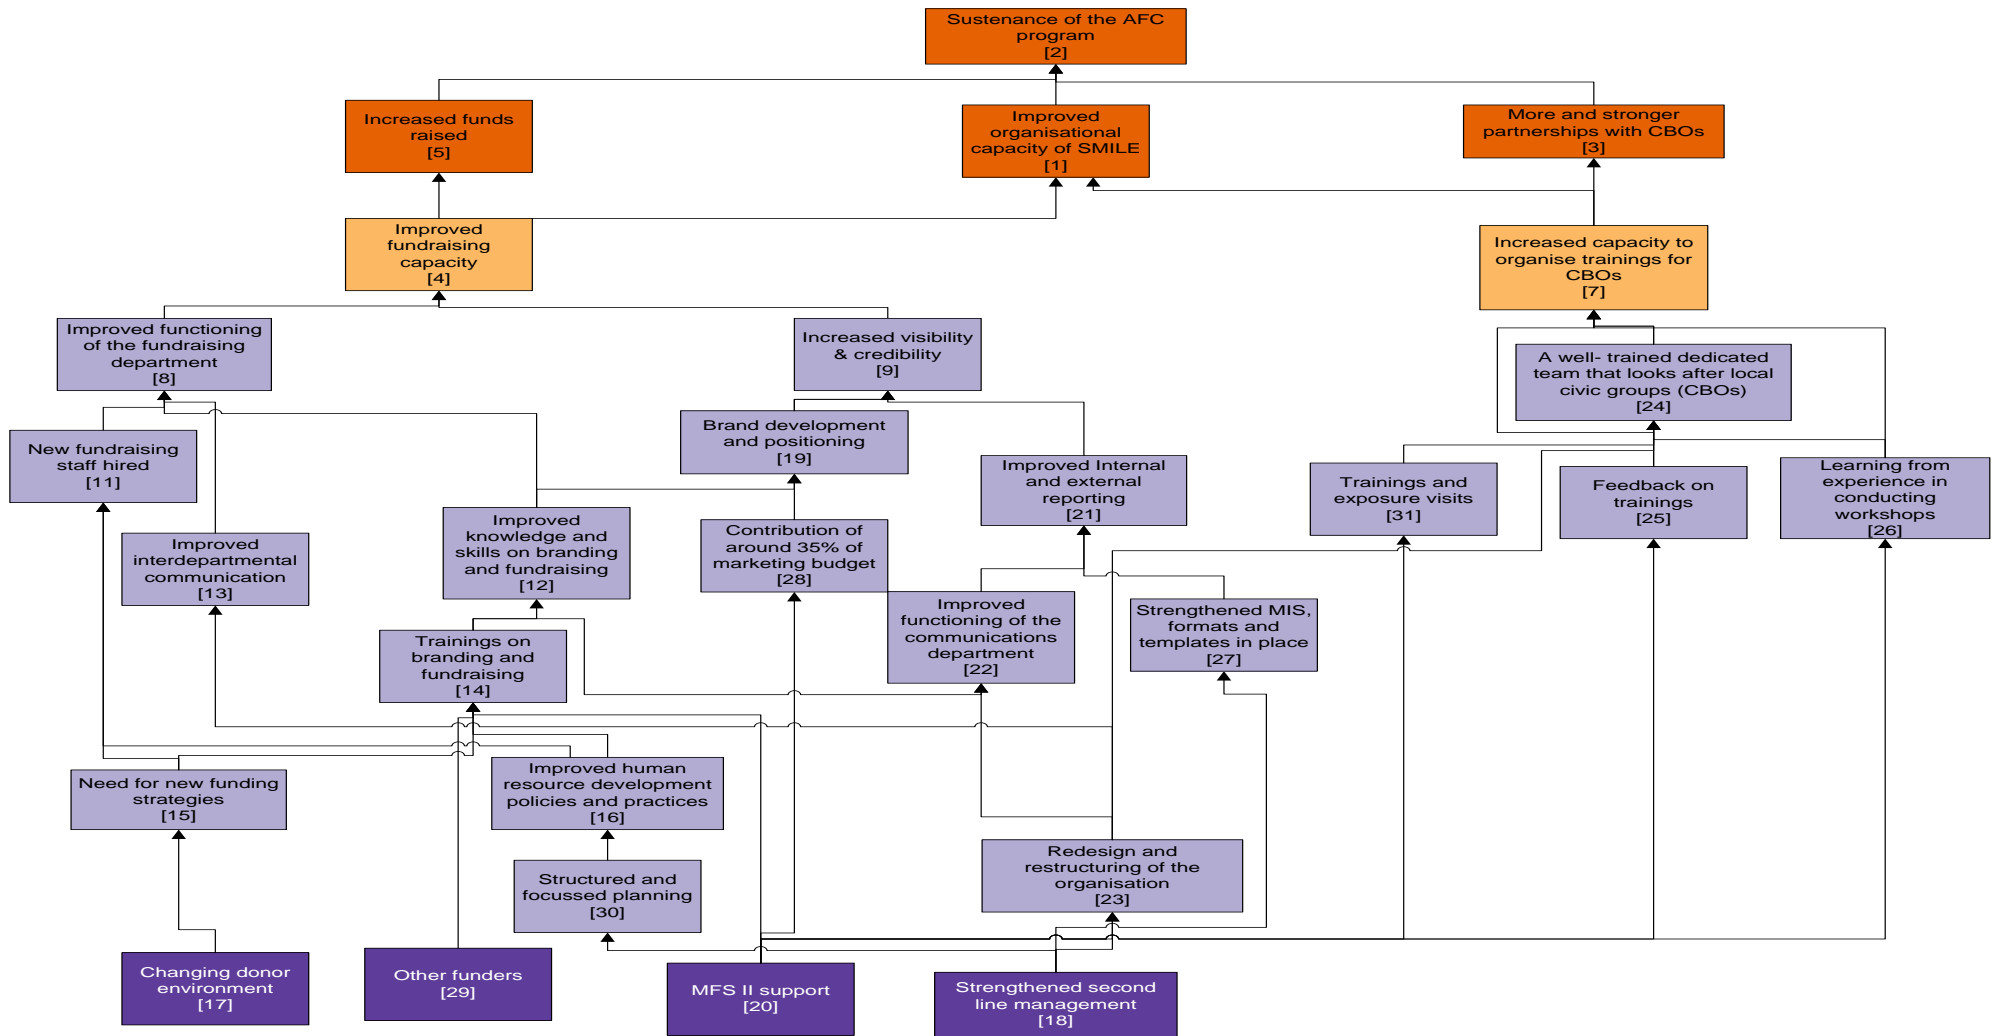 Sustenance of the AFC
program
[2]
Increased funds
raised
[5]
Improved
organisational
capacity of SMILE
[1]
More and stronger
partnerships with CBOs
[3]
Improved
fundraising
capacity
[4]
Increased capacity to
organise trainings for
CBOs
[7]
Improved functioning
of the fundraising
department
[8]
Increased visibility
& credibility
[9]
A well- trained dedicated
team that looks after local
civic groups (CBOs)
[24]
New fundraising
staff hired
[11]
Brand development
and positioning
[19]
Improved Internal
and external
reporting
[21]
Trainings and
exposure visits
[31]
Feedback on
trainings
[25]
Learning from
experience in
conducting
workshops
[26]
Improved
interdepartmental
communication
[13]
Improved
knowledge and
skills on branding
and fundraising
[12]
Contribution of
around 35% of
marketing budget
[28]
Improved
functioning of the
communications
department
[22]
Strengthened MIS,
formats and
templates in place
[27]
Trainings on
branding and
fundraising
[14]
Need for new funding
strategies
[15]
Improved human
resource development
policies and practices
[16]
Structured and
focussed planning
[30]
Redesign and
restructuring of the
organisation
[23]
Changing donor
environment
[17]
Other funders
[29]
MFS II support
[20]
Strengthened second
line management
[18]